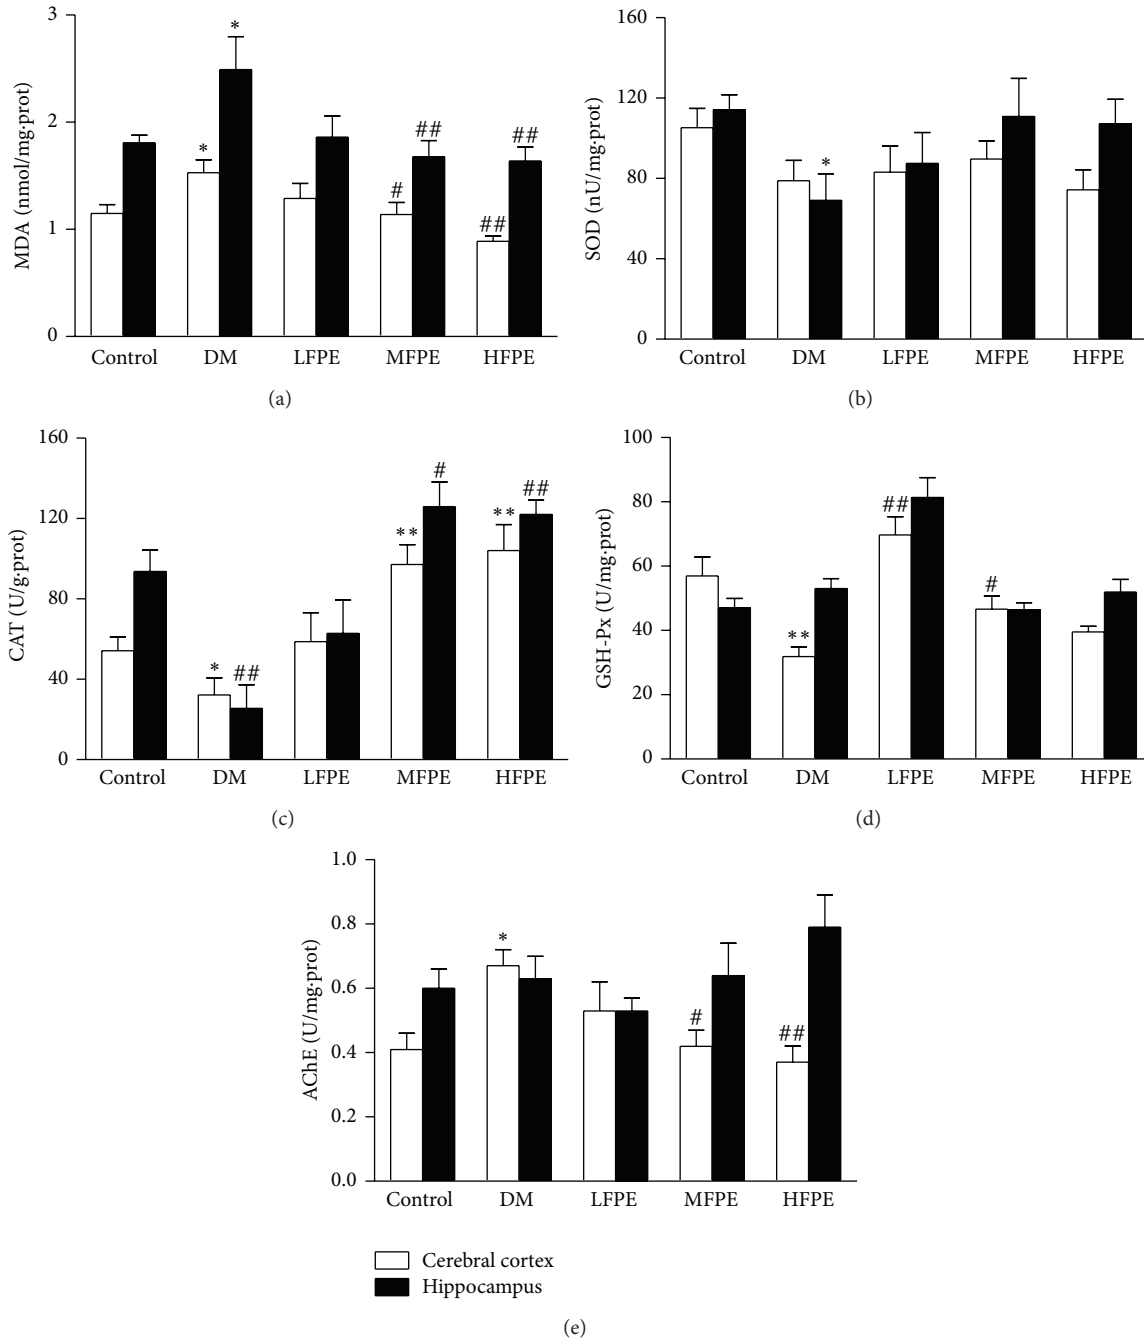 3
2
1
0
MDA (nmol/mg·prot)
*
*
#
##
##
##
Control DM LFPE MFPE HFPE
(a)
160
120
80
40
0
SOD (nU/mg·prot)
*
Control DM LFPE MFPE HFPE
(b)
160
120
80
40
0
CAT (U/g·prot)
*
##
**
#
**
##
Control DM LFPE MFPE HFPE
(c)
100
80
60
40
20
0
GSH-Px (U/mg·prot)
**
##
#
Control DM LFPE MFPE HFPE
(d)
1.0
0.8
0.6
0.4
0.2
0.0
AChE (U/mg·prot)
*
#
##
Control DM LFPE MFPE HFPE
Cerebral cortex
Hippocampus
(e)